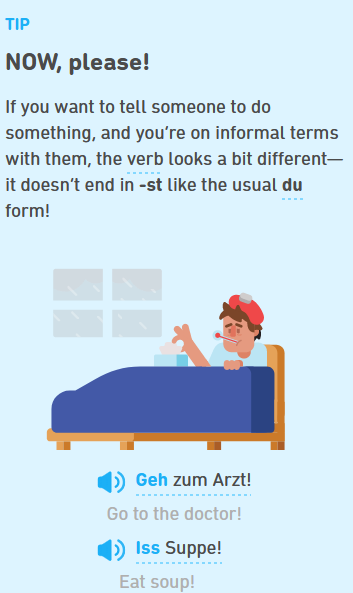 TIP
NOW, please!
If you want to tell someone to do
something, and you’re on informal terms
with them, the verb looks a bit different—
it doesn’t end in -st like the usual du
form!
Geh zum Arzt!
Go to the doctor!
Iss Suppe!
Eat soup!